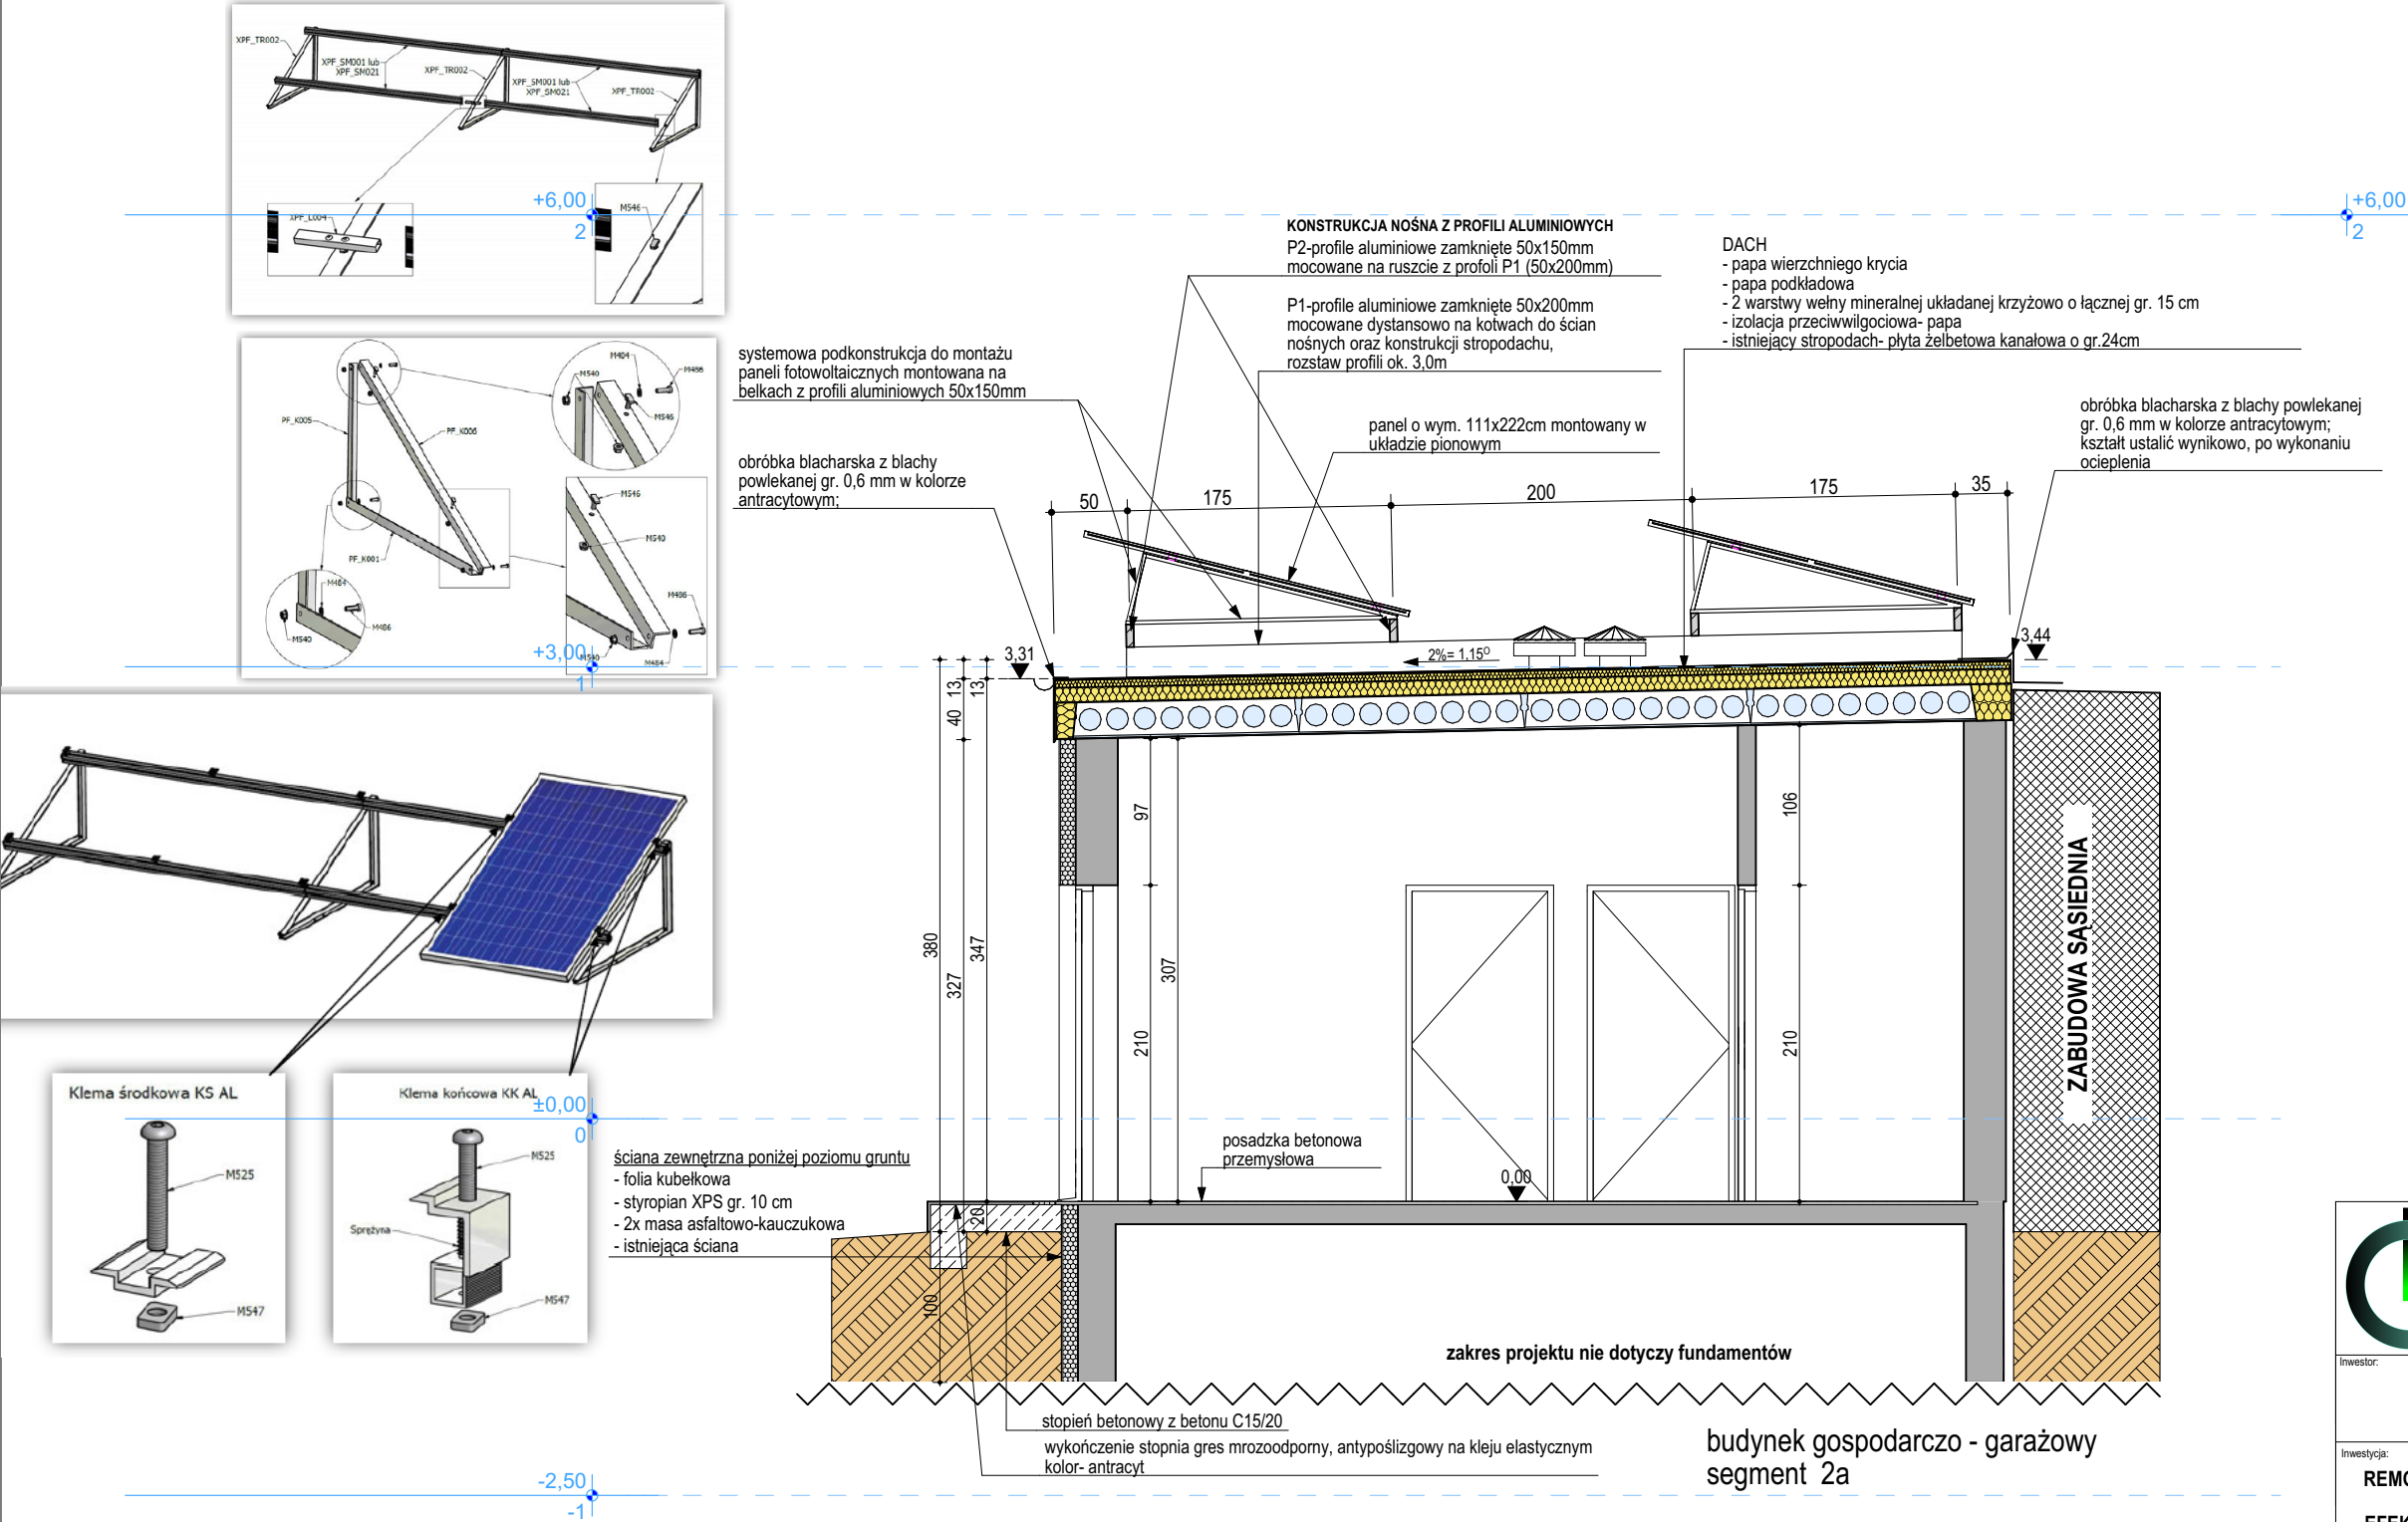 XPF_TR002
XPF_SM001 lub
XPF_SM021
XPF_TR002
XPF_SM001 lub
XPF_SM021
XPF_TR002
XPF_L004
M546
+6,00
2
+6,00
2
KONSTRUKCJA NOŚNA Z PROFILI ALUMINIOWYCH
P2-profile aluminiowe zamknięte 50x150mm
mocowane na ruszcie z profoli P1 (50x200mm)
P1-profile aluminiowe zamknięte 50x200mm
mocowane dystansowo na kotwach do ścian
nośnych oraz konstrukcji stropodachu,
rozstaw profili ok. 3,0m
DACH
- papa wierzchniego krycia
- papa podkładowa
- 2 warstwy wełny mineralnej układanej krzyżowo o łącznej gr. 15 cm
- izolacja przeciwwilgociowa- papa
- istniejący stropodach- płyta żelbetowa kanałowa o gr.24cm
systemowa podkonstrukcja do montażu
paneli fotowoltaicznych montowana na
belkach z profili aluminiowych 50x150mm
panel o wym. 111x222cm montowany w
układzie pionowym
obróbka blacharska z blachy powlekanej
gr. 0,6 mm w kolorze antracytowym;
kształt ustalić wynikowo, po wykonaniu
ocieplenia
obróbka blacharska z blachy
powlekanej gr. 0,6 mm w kolorze
antracytowym;
PF_K005
PF_K006
PF_K001
M540
M484
M486
M546
M546
M540
M486
M484
M540
M484
M486
M540
50
175
200
175
35
+3,00
1
3,31
2%= 1,15°
3,44
13
13
40
97
106
380
327
347
307
210
210
20
100
ZABUDOWA SĄSIEDNIA
Klema środkowa KS AL
M525
M547
Klema końcowa KK AL
M525
Sprężyna
M547
±0,00
0
ściana zewnętrzna poniżej poziomu gruntu
- folia kubełkowa
- styropian XPS gr. 10 cm
- 2x masa asfaltowo-kauczukowa
- istniejąca ściana
posadzka betonowa
przemysłowa
0,00
zakres projektu nie dotyczy fundamentów
stopień betonowy z betonu C15/20
wykończenie stopnia gres mrozoodporny, antypoślizgowy na kleju elastycznym
kolor- antracyt
budynek gospodarczo - garażowy
segment 2a
-2,50
-1
Inwestor:
Inwestycja: